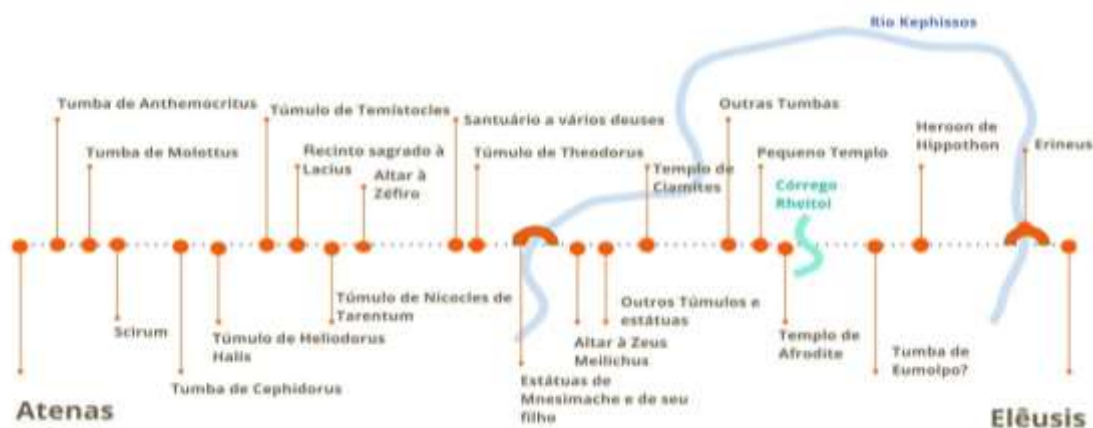 Rio Kephissos
Tumba de Anthemocritus
Túmulo de Temistocles
Santuário a vários deuses
Outras Tumbas
Tumba de Molottus
Recinto sagrado à
Lacius
Altar à
Zéfiro
Túmulo de Theodorus
Templo de
Ciamites
Pequeno Templo
Heroon de
Hippothon
Erineus
Córrego
Rheitoi
Scirum
Túmulo de Heliodorus
Halis
Tumba de Cephidorus
Túmulo de Nicocles de
Tarentum
Estátuas de
Mnesimache e de seu
filho
Altar à Zeus
Meilichus
Outros Túmulos e
estátuas
Templo de
Afrodite
Tumba de
Eumolpo?
Atenas
Elêusis